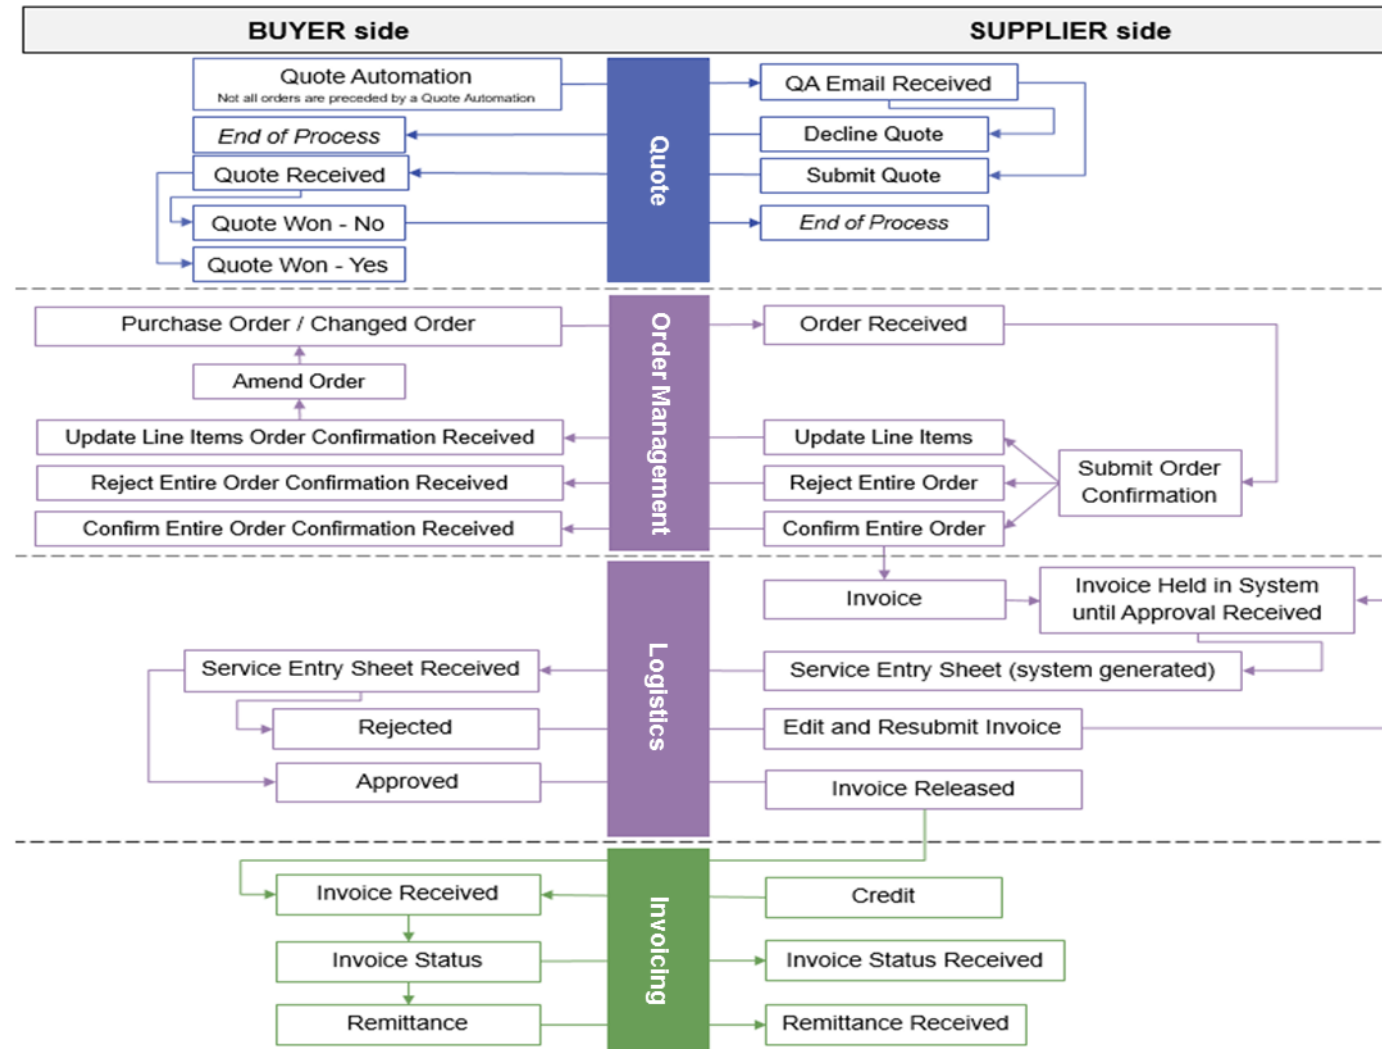 BUYER side
SUPPLIER side
Quote Automation
Not all orders are preceded by a Quote Automation
QA Email Received
End of Process
Decline Quote
Quote Received
Submit Quote
Quote Won - No
End of Process
Quote Won - Yes
Quote
Purchase Order / Changed Order
Order Received
Amend Order
Update Line Items Order Confirmation Received
Update Line Items
Reject Entire Order Confirmation Received
Reject Entire Order
Submit Order
Confirmation
Confirm Entire Order Confirmation Received
Confirm Entire Order
Order Management
Invoice
Invoice Held in System
until Approval Received
Service Entry Sheet Received
Service Entry Sheet (system generated)
Rejected
Edit and Resubmit Invoice
Approved
Invoice Released
Logistics
Invoice Received
Credit
Invoice Status
Invoice Status Received
Remittance
Remittance Received
Invoicing